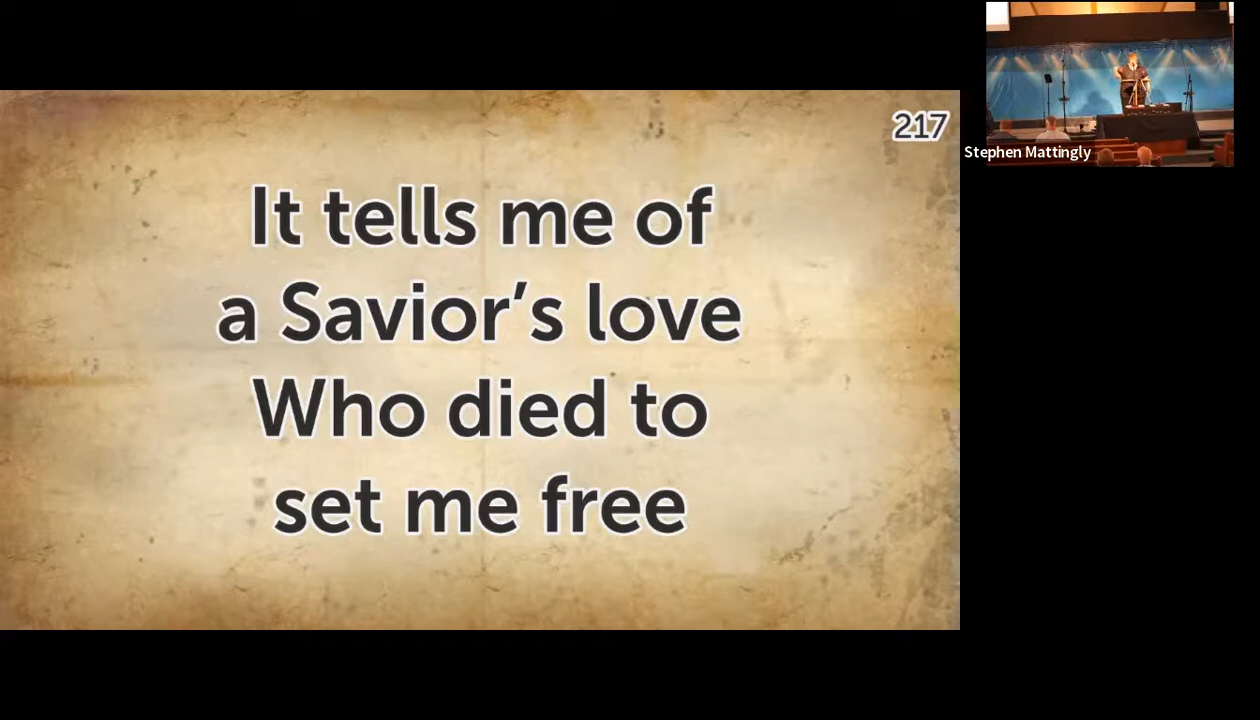 217
It tells me of
a Savior’s love
Who died to
set me free
Stephen Mattingly